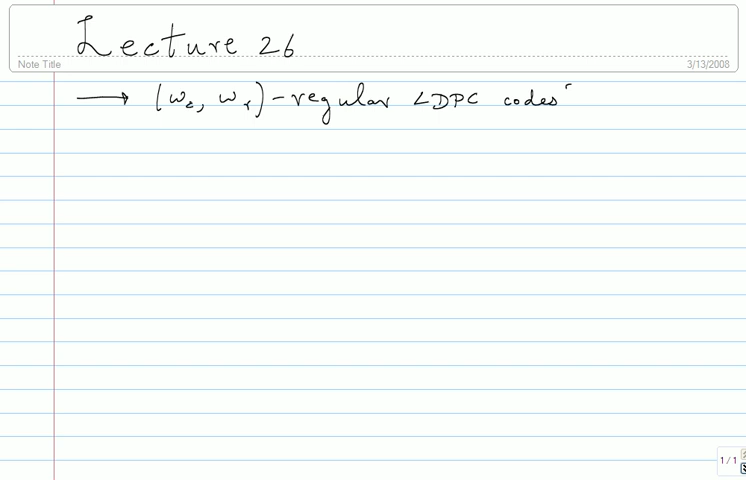 Lecture 26
Note Title
3/13/2008
→ (wc, wr)-regular LDPC codes
1/1